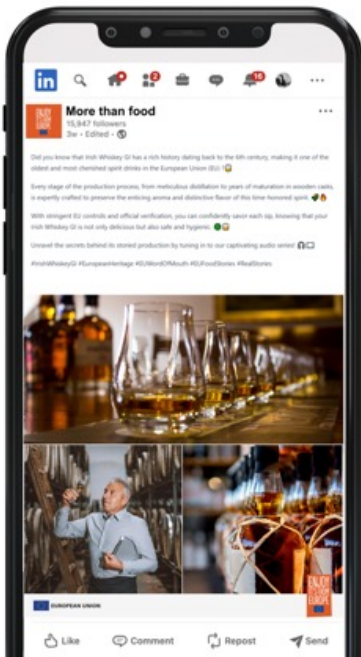 in
2
16
More than food
15,947 followers
3w • Edited •
Did you know that Irish Whiskey GI has a rich history dating back to the 6th century, making it one of the
oldest and most cherished spirit drinks in the European Union (EU) ?
Every stage of the production process, from meticulous distillation to years of maturation in wooden casks,
is expertly crafted to preserve the enticing aroma and distinctive flavor of this time-honored spirit.
With stringent EU controls and official verification, you can confidently savor each sip, knowing that your
Irish Whiskey GI is not only delicious but also safe and hygienic.
Unravel the secrets behind its storied production by tuning in to our captivating audio series!
#IrishWhiskeyGI #EuropeanHeritage #EUWordOfMouth #EUFoodStories #RealStories
EUROPEAN UNION
ENJOY
EUROPE
Like
Comment
Repost
Send